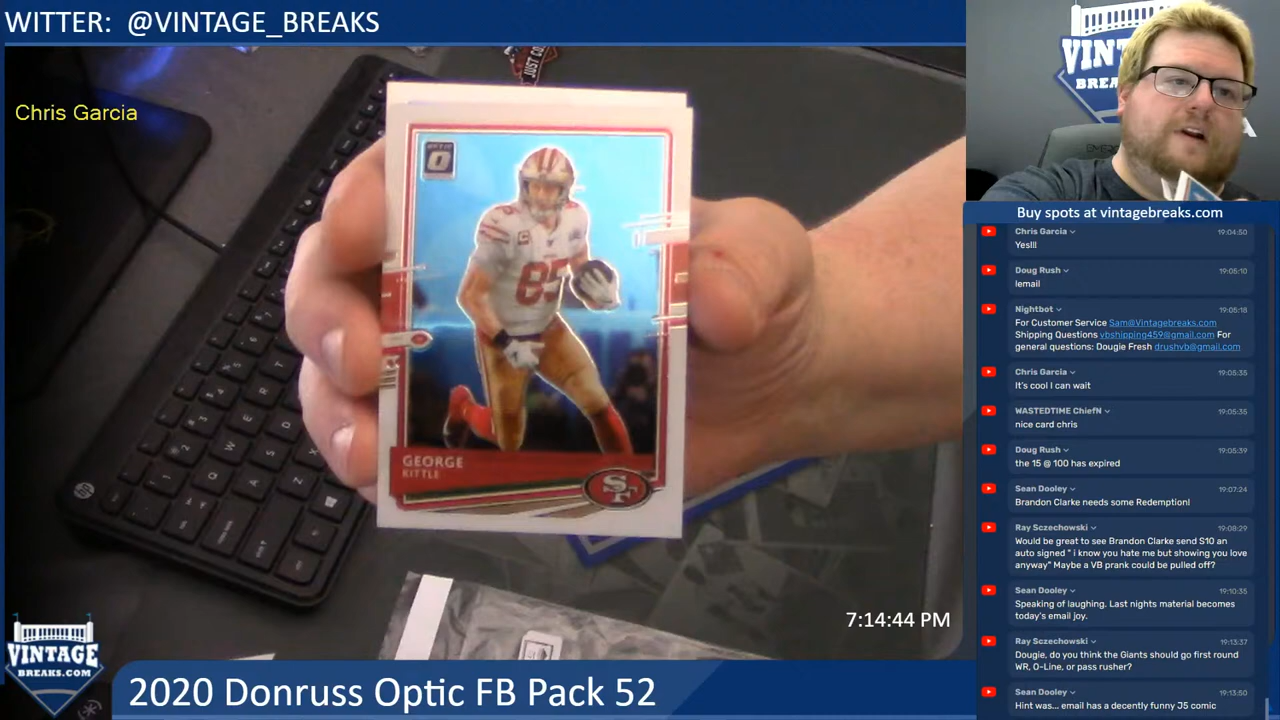 WITTER: @VINTAGE_BREAKS
Chris Garcia
JUST
OPTIC
O
85
GEORGE
KITTLE
SF
hp
7:14:44 PM
VINTAGE
BREAKS.COM
2020 Donruss Optic FB Pack 52
Buy spots at vintagebreaks.com
Chris Garcia 19:04:50
Yeslll
Doug Rush 19:05:10
lemail
Nightbot 19:05:18
For Customer Service Sam@Vintagebreaks.com
Shipping Questions vbshipping459@gmail.com For
general questions: Dougie Fresh drushvb@gmail.com
Chris Garcia 19:05:35
It's cool I can wait
WASTEDTIME ChiefN 19:05:35
nice card chris
Doug Rush 19:05:39
the 15 @ 100 has expired
Sean Dooley 19:07:24
Brandon Clarke needs some Redemption!
Ray Sczechowski 19:08:29
Would be great to see Brandon Clarke send S10 an
auto signed " i know you hate me but showing you love
anyway" Maybe a VB prank could be pulled off?
Sean Dooley 19:10:35
Speaking of laughing. Last nights material becomes
today's email joy.
Ray Sczechowski 19:13:37
Dougie, do you think the Giants should go first round
WR, O-Line, or pass rusher?
Sean Dooley 19:13:50
Hint was... email has a decently funny J5 comic